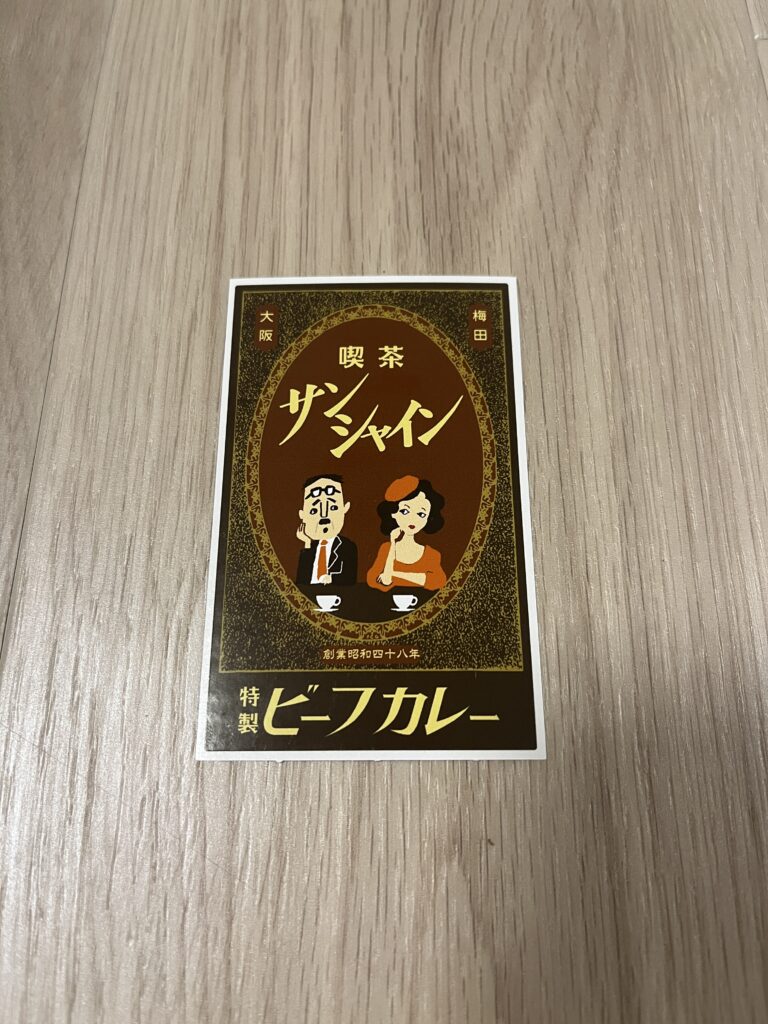 大阪
梅田
喫茶
サンシャイン
創業昭和四十八年
特製
ビーフカレー